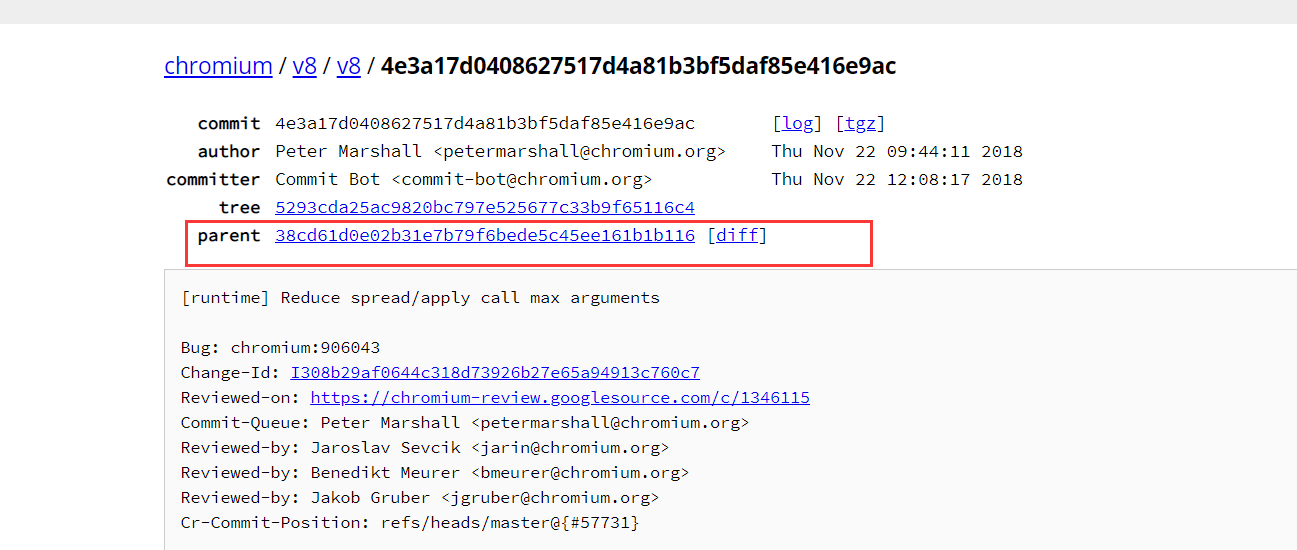 chromium / v8 / v8 / 4e3a17d0408627517d4a81b3bf5daf85e416e9ac
commit 4e3a17d0408627517d4a81b3bf5daf85e416e9ac [log] [tgz]
author Peter Marshall <petermarshall@chromium.org> Thu Nov 22 09:44:11 2018
committer Commit Bot <commit-bot@chromium.org> Thu Nov 22 12:08:17 2018
tree 5293cda25ac9820bc797e525677c33b9f65116c4
parent 38cd61d0e02b31e7b79f6bede5c45ee161b1b116 [diff]
[runtime] Reduce spread/apply call max arguments
Bug: chromium:906043
Change-Id: I308b29af0644c318d73926b27e65a94913c760c7
Reviewed-on: https://chromium-review.googlesource.com/c/1346115
Commit-Queue: Peter Marshall <petermarshall@chromium.org>
Reviewed-by: Jaroslav Sevcik <jarin@chromium.org>
Reviewed-by: Benedikt Meurer <bmeurer@chromium.org>
Reviewed-by: Jakob Gruber <jgruber@chromium.org>
Cr-Commit-Position: refs/heads/master@{#57731}